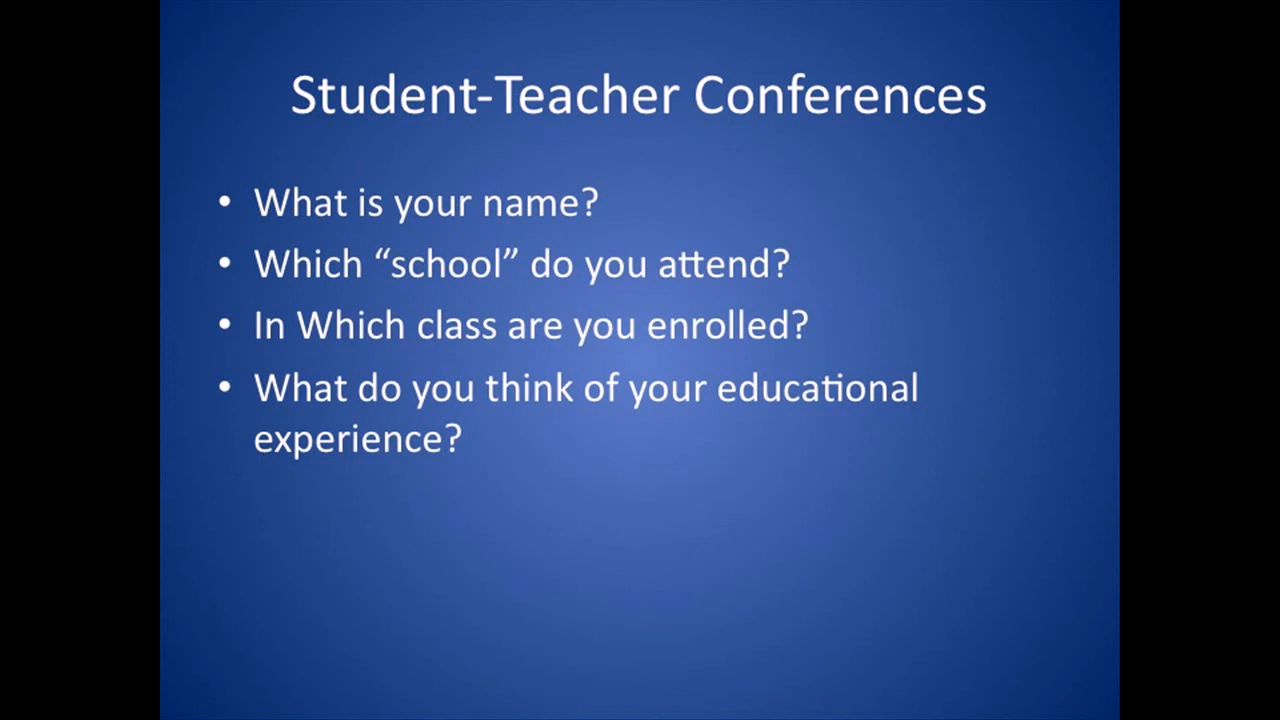 Student-Teacher Conferences
• What is your name?
• Which “school” do you attend?
• In Which class are you enrolled?
• What do you think of your educational
experience?